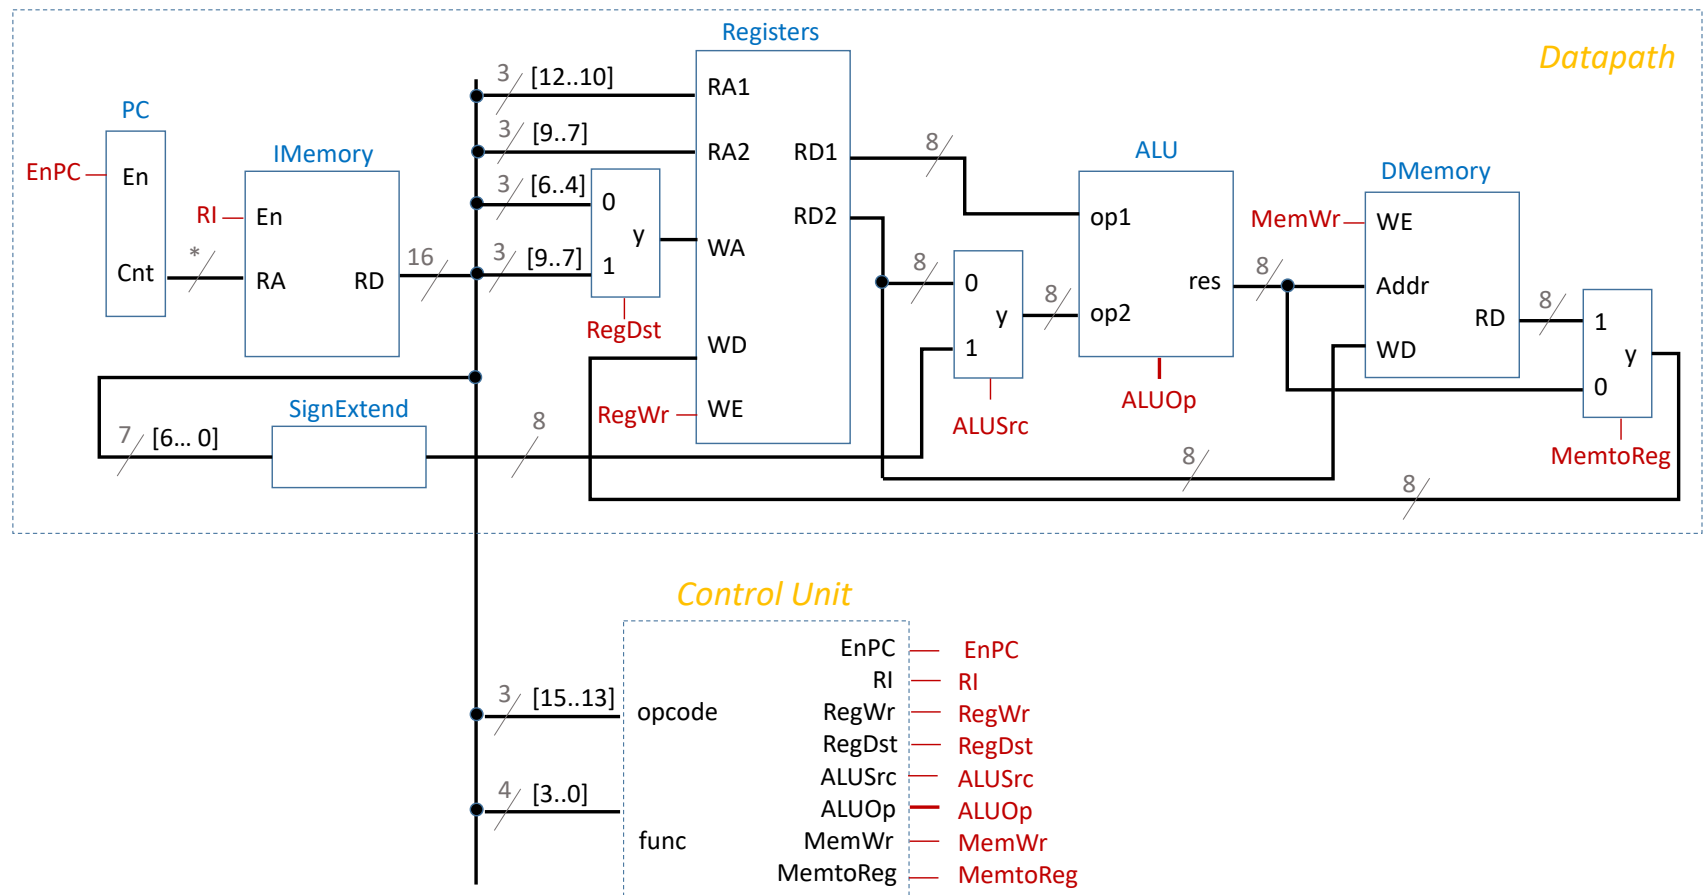 Registers
Datapath
3 [12..10] RA1
PC
3 [9..7] RA2 RD1 8
IMemory ALU DMemory
EnPC En
3 [6..4] 0 RD2
RI En op1 MemWr WE
y WA
* 16 3 [9..7] 1 8 8
Cnt RA RD 0 res Addr
8 8
RegDst y op2 RD 1
WD 1 WD y
ALUOp 0
SignExtend RegWr WE ALUSrc
7 [6... 0] 8 8 MemtoReg
8
Control Unit
EnPC EnPC
RI RI
3 [15..13] opcode RegWr RegWr
RegDst RegDst
ALUSrc ALUSrc
4 [3..0] ALUOp ALUOp
func MemWr MemWr
MemtoReg MemtoReg